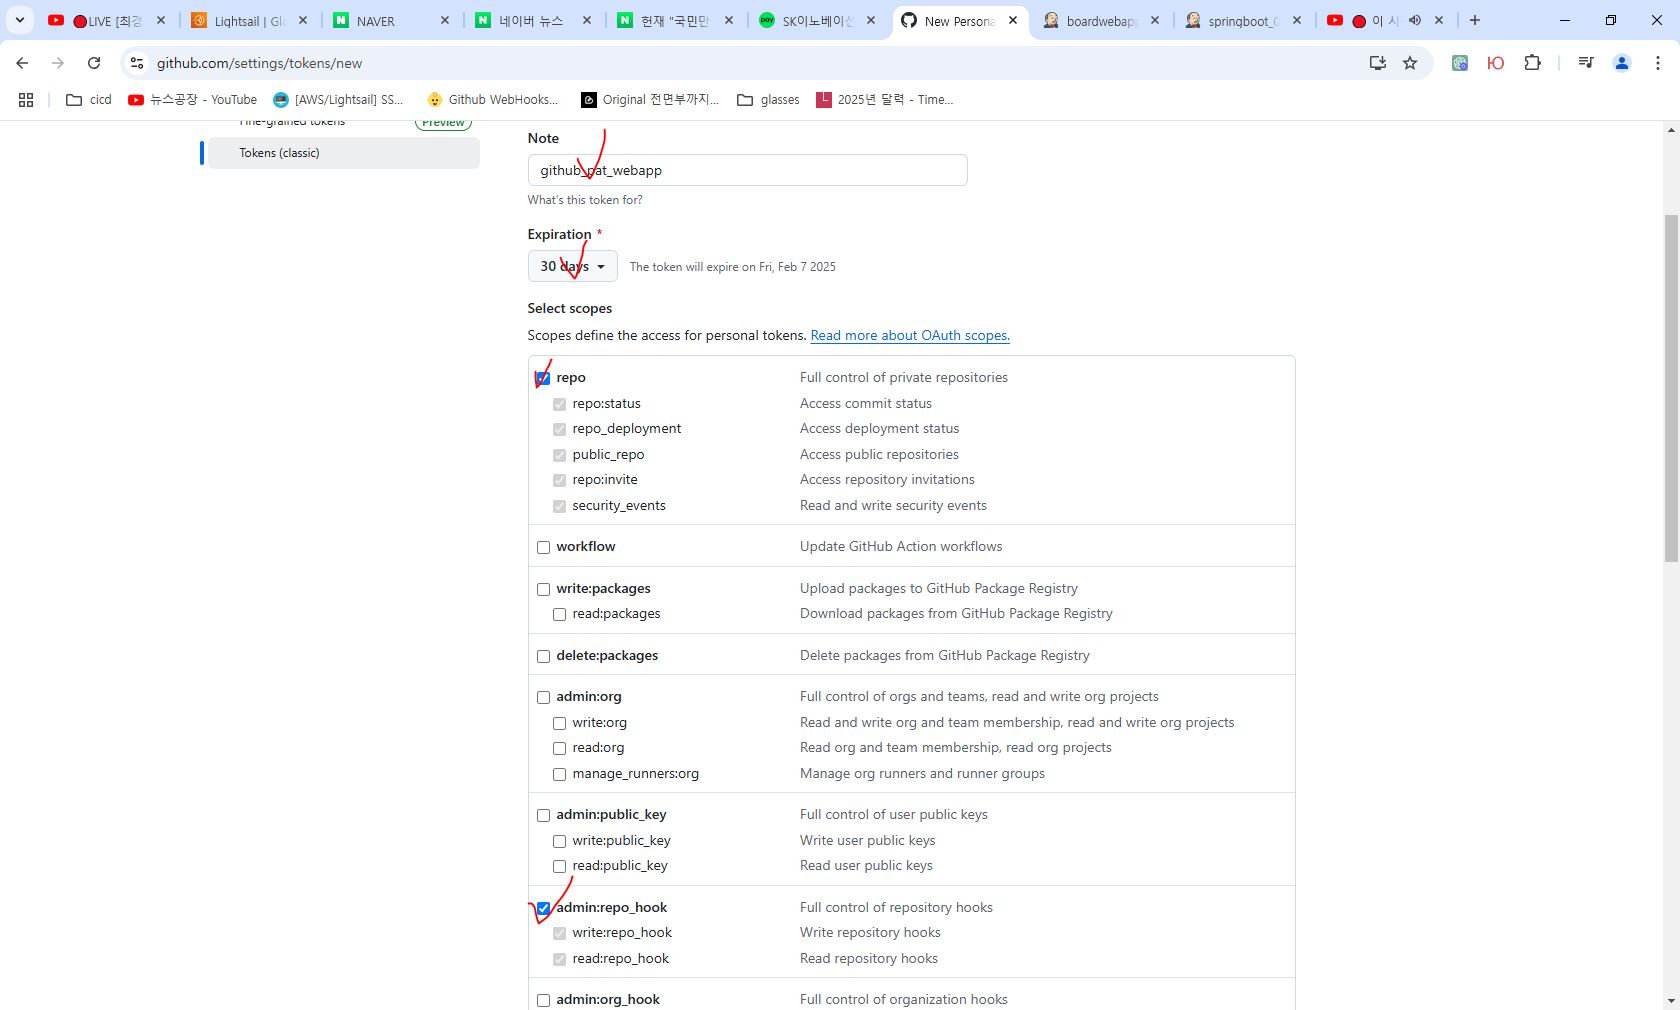 LIVE [최경
Lightsail | Glo
NAVER
네이버 뉴스
헌재 "국민만
SK이노베이션
New Persona
boardwebapp
springboot_0
이 시
github.com/settings/tokens/new
cicd
뉴스공장 - YouTube
[AWS/Lightsail] SS...
Github WebHooks...
Original 전면부까지...
glasses
2025년 달력 - Time...
Fine-grained tokens
Preview
Tokens (classic)
Note
github_pat_webapp
What's this token for?
Expiration *
30 days
The token will expire on Fri, Feb 7 2025
Select scopes
Scopes define the access for personal tokens. Read more about OAuth scopes.
repo Full control of private repositories
repo:status Access commit status
repo_deployment Access deployment status
public_repo Access public repositories
repo:invite Access repository invitations
security_events Read and write security events
workflow Update GitHub Action workflows
write:packages Upload packages to GitHub Package Registry
read:packages Download packages from GitHub Package Registry
delete:packages Delete packages from GitHub Package Registry
admin:org Full control of orgs and teams, read and write org projects
write:org Read and write org and team membership, read and write org projects
read:org Read org and team membership, read org projects
manage_runners:org Manage org runners and runner groups
admin:public_key Full control of user public keys
write:public_key Write user public keys
read:public_key Read user public keys
admin:repo_hook Full control of repository hooks
write:repo_hook Write repository hooks
read:repo_hook Read repository hooks
admin:org_hook Full control of organization hooks